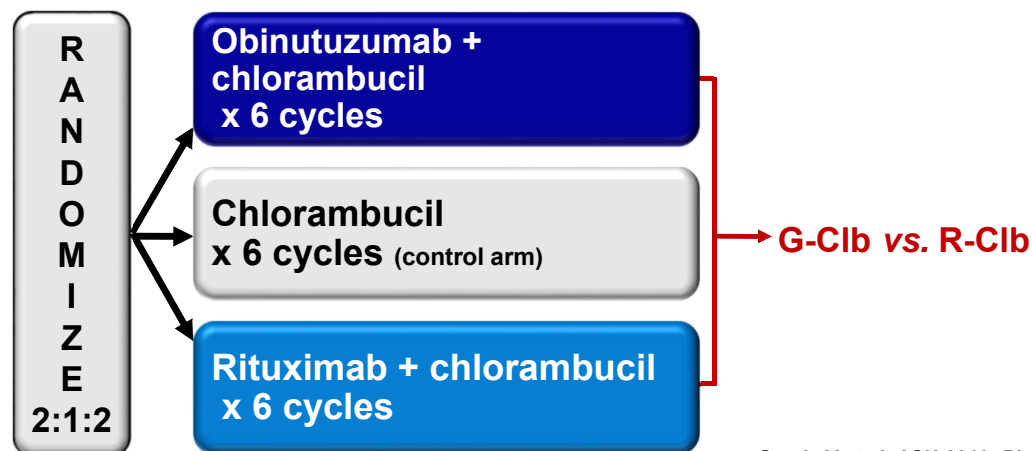 R
A
N
D
O
M
I
Z
E
2:1:2
Obinutuzumab +
chlorambucil
x 6 cycles
Chlorambucil
x 6 cycles (control arm)
Rituximab + chlorambucil
x 6 cycles
G-Clb vs. R-Clb